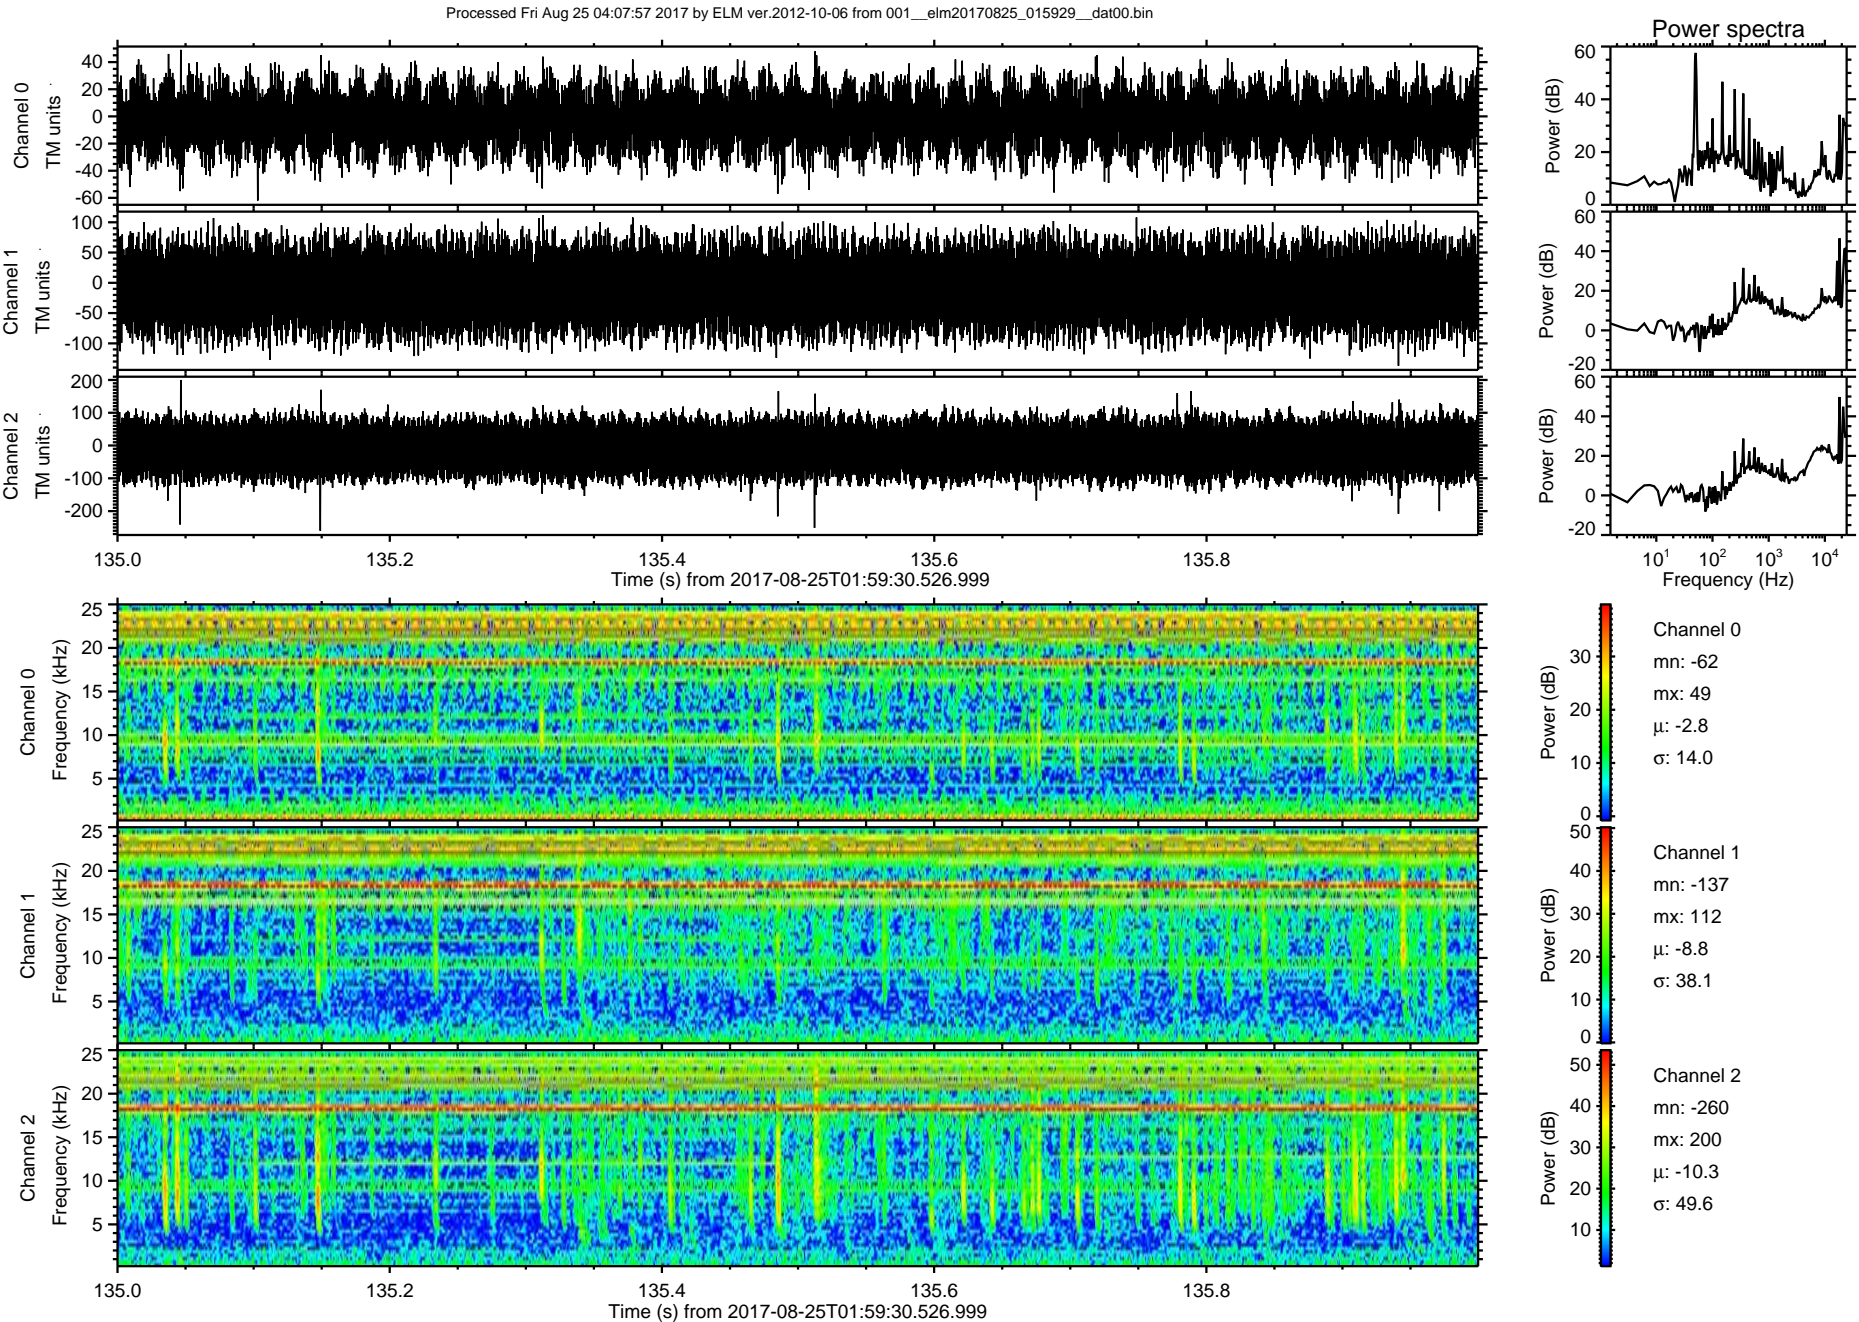 Processed Fri Aug 25 04:07:57 2017 by ELM ver.2012-10-06 from 001__elm20170825_015929__dat00.bin
Power spectra
Channel 0
TM units
40
20
0
-20
-40
-60
Power (dB)
60
40
20
0
Channel 1
TM units
100
50
0
-50
-100
Power (dB)
60
40
20
0
-20
Channel 2
TM units
200
100
0
-100
-200
Power (dB)
60
40
20
0
-20
135.0 135.2 135.4 135.6 135.8
Time (s) from 2017-08-25T01:59:30.526.999
10^1 10^2 10^3 10^4
Frequency (Hz)
Channel 0
Frequency (kHz)
25
20
15
10
5
Power (dB)
30
20
10
0
Channel 0
mn: -62
mx: 49
μ: -2.8
σ: 14.0
Channel 1
Frequency (kHz)
25
20
15
10
5
Power (dB)
50
40
30
20
10
0
Channel 1
mn: -137
mx: 112
μ: -8.8
σ: 38.1
Channel 2
Frequency (kHz)
25
20
15
10
5
Power (dB)
50
40
30
20
10
Channel 2
mn: -260
mx: 200
μ: -10.3
σ: 49.6
135.0 135.2 135.4 135.6 135.8
Time (s) from 2017-08-25T01:59:30.526.999